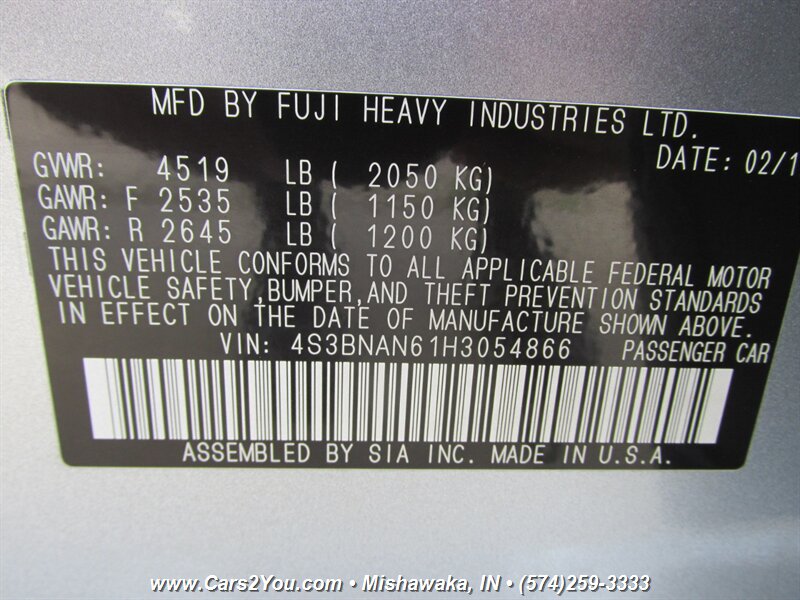 MFD BY FUJI HEAVY INDUSTRIES LTD.
DATE: 02/1
GVWR: 4519 LB ( 2050 KG)
GAWR: F 2535 LB ( 1150 KG)
GAWR: R 2645 LB ( 1200 KG)
THIS VEHICLE CONFORMS TO ALL APPLICABLE FEDERAL MOTOR
VEHICLE SAFETY,BUMPER,AND THEFT PREVENTION STANDARDS
IN EFFECT ON THE DATE OF MANUFACTURE SHOWN ABOVE.
VIN: 4S3BNAN61H3054866 PASSENGER CAR
ASSEMBLED BY SIA INC. MADE IN U.S.A.
www.Cars2You.com • Mishawaka, IN • (574)259-3333